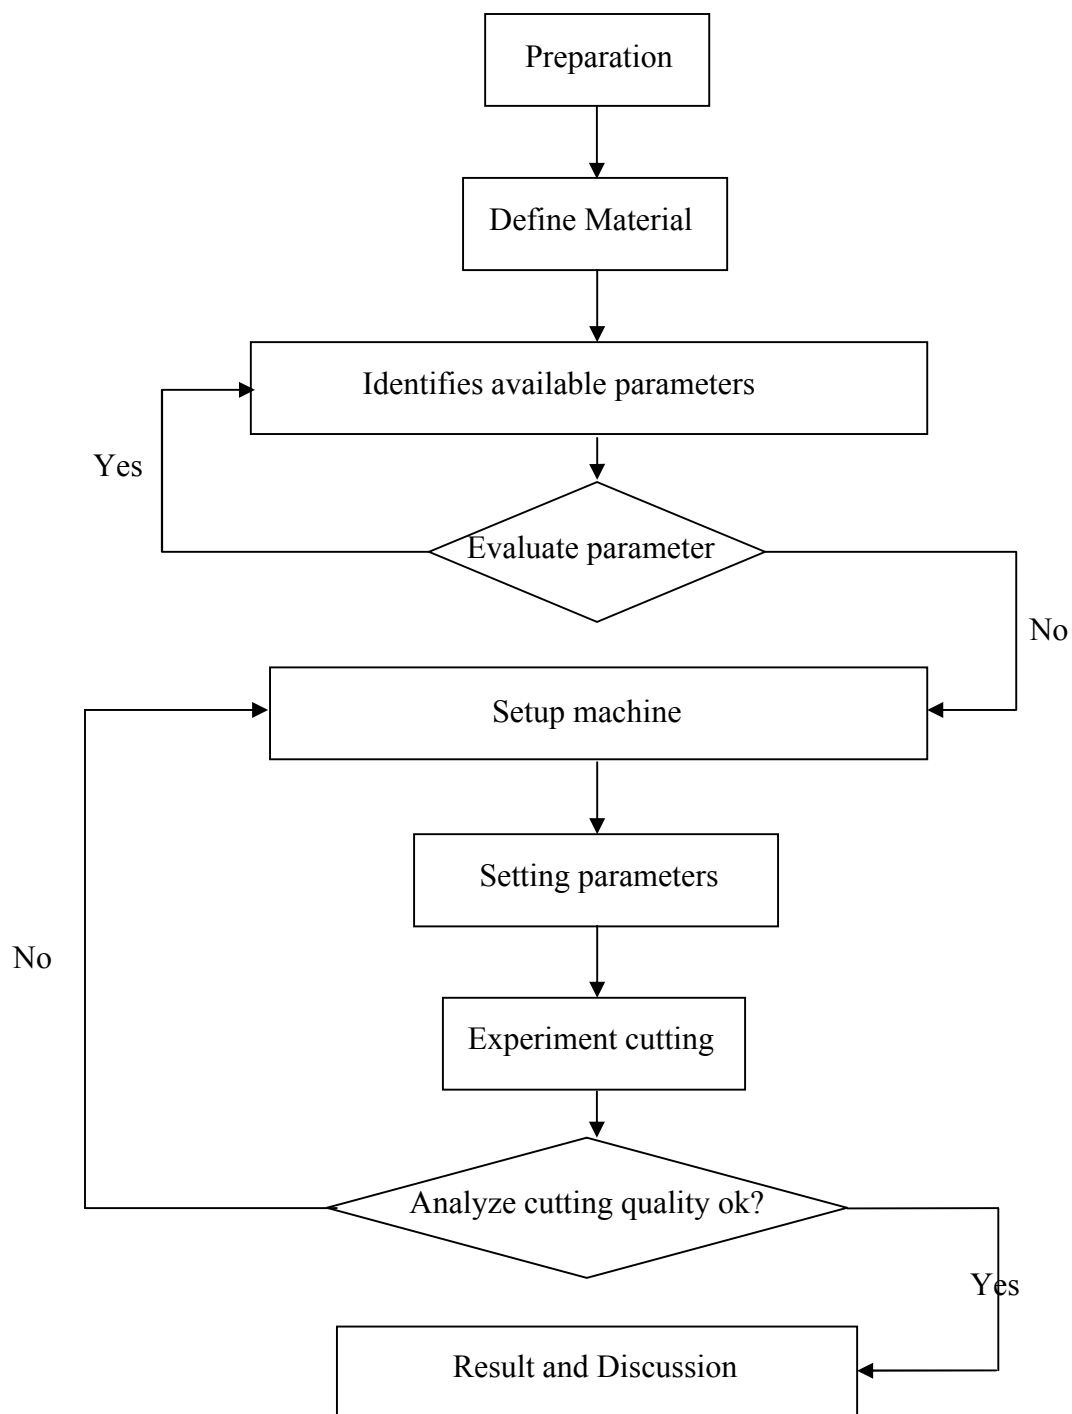 Preparation
Define Material
Identifies available parameters
Yes
Evaluate parameter
No
Setup machine
Setting parameters
No
Experiment cutting
Analyze cutting quality ok?
Yes
Result and Discussion